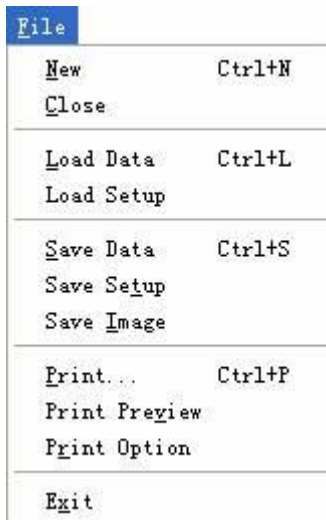 File
New Ctrl+N
Close
Load Data Ctrl+L
Load Setup
Save Data Ctrl+S
Save Setup
Save Image
Print... Ctrl+P
Print Preview
Print Option
Exit